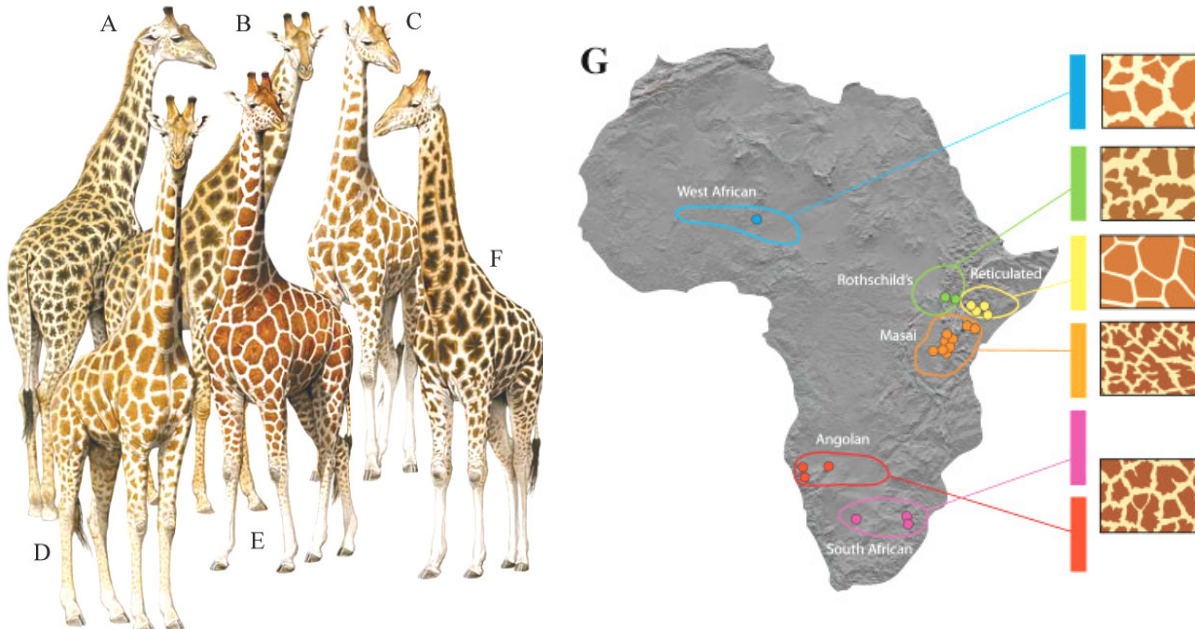 A
B
C
D
E
F
G
West African
Rothschild's
Reticulated
Masai
Angolan
South African